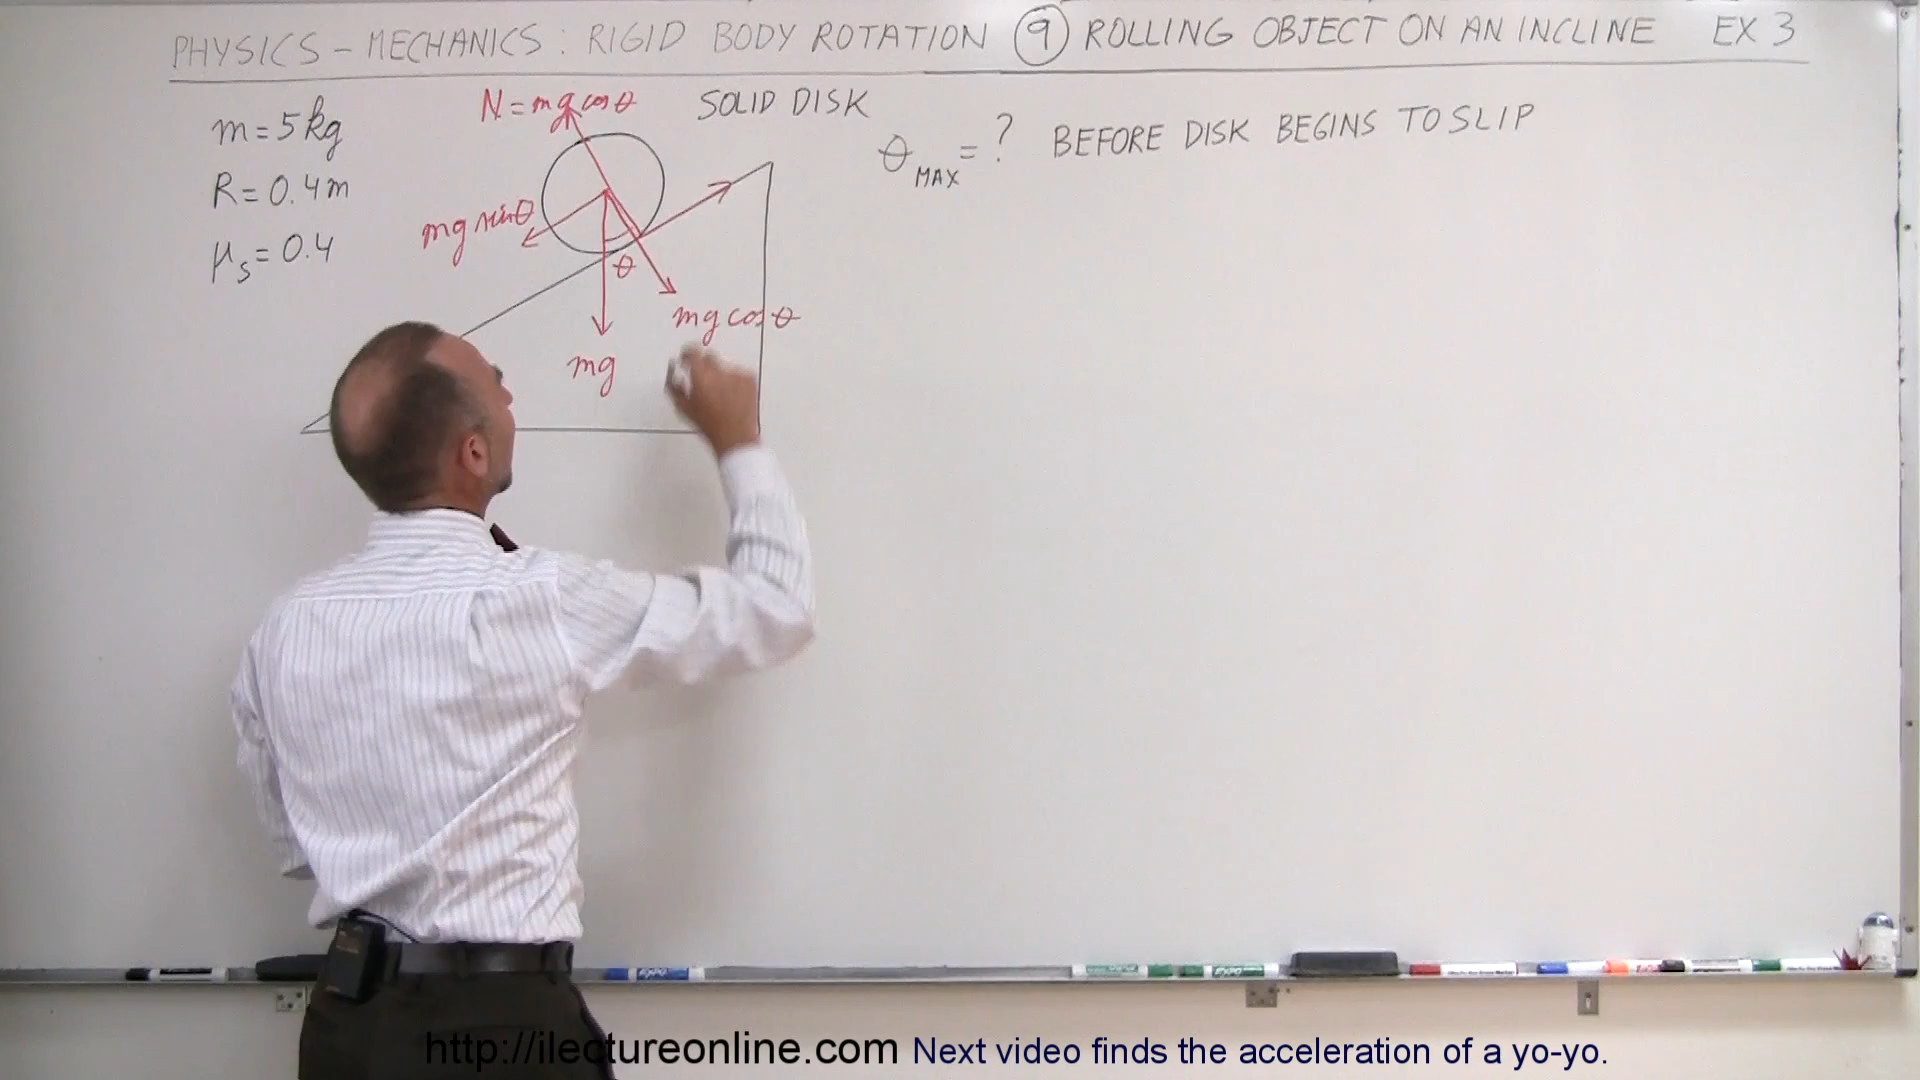 PHYSICS – MECHANICS : RIGID BODY ROTATION 9 ROLLING OBJECT ON AN INCLINE EX 3
m = 5 kg
R = 0.4 m
μs = 0.4
N = mg cos θ
SOLID DISK
θMAX = ? BEFORE DISK BEGINS TO SLIP
mg sin θ
θ
mg cos θ
mg
EXPO
http://ilectureonline.com Next video finds the acceleration of a yo-yo.